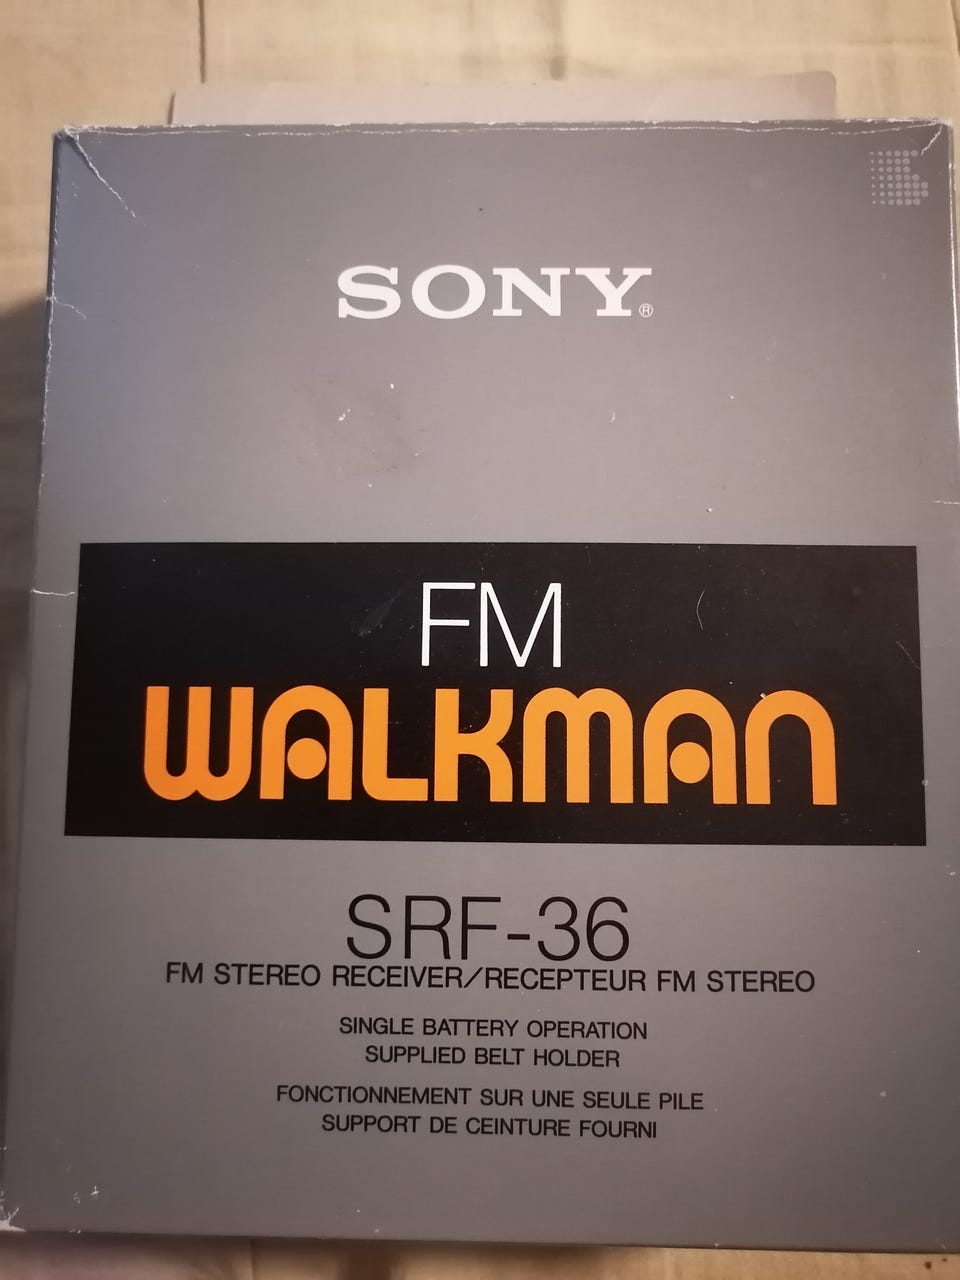 SONY®
FM
WALKMAN
SRF-36
FM STEREO RECEIVER/RECEPTEUR FM STEREO
SINGLE BATTERY OPERATION
SUPPLIED BELT HOLDER
FONCTIONNEMENT SUR UNE SEULE PILE
SUPPORT DE CEINTURE FOURNI